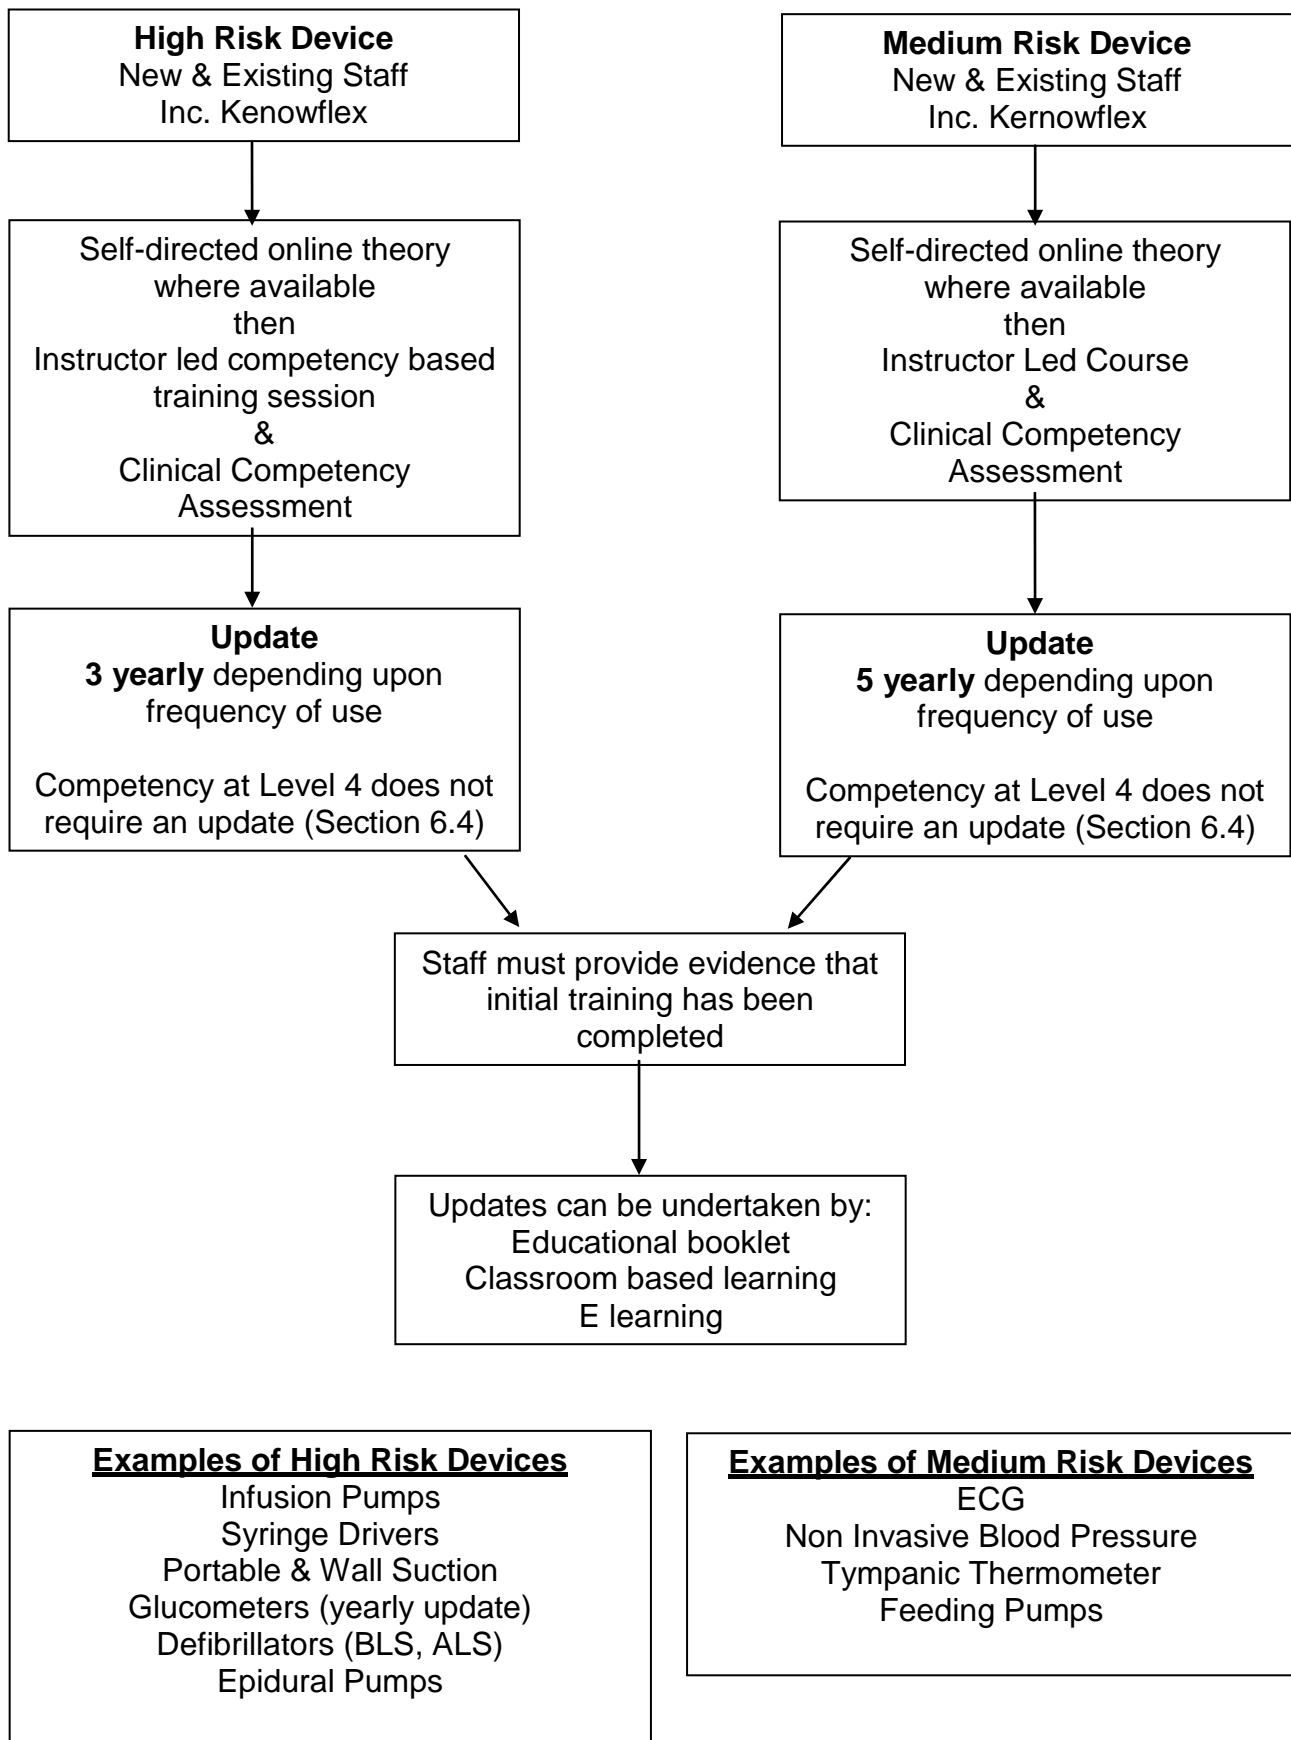 High Risk Device
New & Existing Staff
Inc. Kenowflex
Medium Risk Device
New & Existing Staff
Inc. Kernowflex
Self-directed online theory
where available
then
Instructor led competency based
training session
&
Clinical Competency
Assessment
Self-directed online theory
where available
then
Instructor Led Course
&
Clinical Competency
Assessment
Update
3 yearly depending upon
frequency of use
Competency at Level 4 does not
require an update (Section 6.4)
Update
5 yearly depending upon
frequency of use
Competency at Level 4 does not
require an update (Section 6.4)
Staff must provide evidence that
initial training has been
completed
Updates can be undertaken by:
Educational booklet
Classroom based learning
E learning
Examples of High Risk Devices
Infusion Pumps
Syringe Drivers
Portable & Wall Suction
Glucometers (yearly update)
Defibrillators (BLS, ALS)
Epidural Pumps
Examples of Medium Risk Devices
ECG
Non Invasive Blood Pressure
Tympanic Thermometer
Feeding Pumps